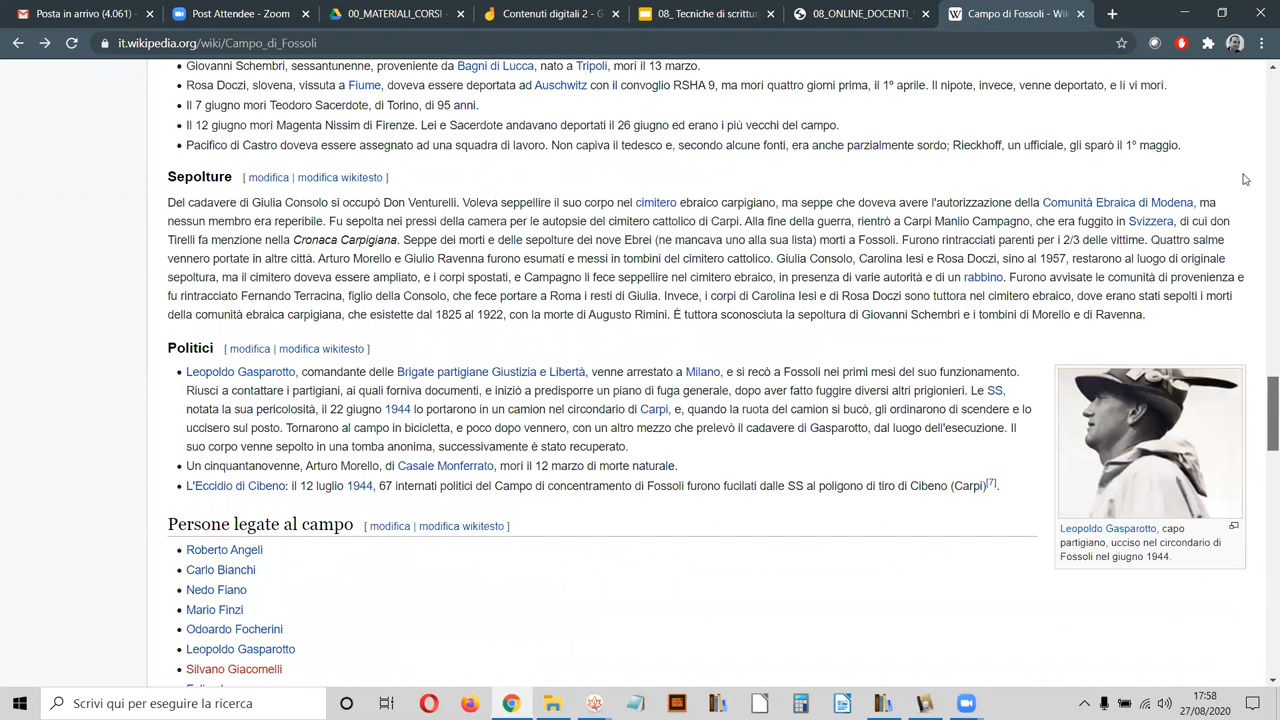 Posta in arrivo (4.061) -
Post Attendee - Zoom
00_MATERIALI_CORSI -
Contenuti digitali 2 - G
08_ Tecniche di scrittur
08_ONLINE_DOCENTI_
Campo di Fossoli - Wik
it.wikipedia.org/wiki/Campo_di_Fossoli
Giovanni Schembri, sessantunenne, proveniente da Bagni di Lucca, nato a Tripoli, morì il 13 marzo.
Rosa Doczi, slovena, vissuta a Fiume, doveva essere deportata ad Auschwitz con il convoglio RSHA 9, ma morì quattro giorni prima, il 1º aprile. Il nipote, invece, venne deportato, e lì vi morì.
Il 7 giugno morì Teodoro Sacerdote, di Torino, di 95 anni.
Il 12 giugno morì Magenta Nissim di Firenze. Lei e Sacerdote andavano deportati il 26 giugno ed erano i più vecchi del campo.
Pacifico di Castro doveva essere assegnato ad una squadra di lavoro. Non capiva il tedesco e, secondo alcune fonti, era anche parzialmente sordo; Rieckhoff, un ufficiale, gli sparò il 1º maggio.
Sepolture [ modifica | modifica wikitesto ]
Del cadavere di Giulia Consolo si occupò Don Venturelli. Voleva seppellire il suo corpo nel cimitero ebraico carpigiano, ma seppe che doveva avere l'autorizzazione della Comunità Ebraica di Modena, ma
nessun membro era reperibile. Fu sepolta nei pressi della camera per le autopsie del cimitero cattolico di Carpi. Alla fine della guerra, rientrò a Carpi Manlio Campagno, che era fuggito in Svizzera, di cui don
Tirelli fa menzione nella Cronaca Carpigiana. Seppe dei morti e delle sepolture dei nove Ebrei (ne mancava uno alla sua lista) morti a Fossoli. Furono rintracciati parenti per i 2/3 delle vittime. Quattro salme
vennero portate in altre città. Arturo Morello e Giulio Ravenna furono esumati e messi in tombini del cimitero cattolico. Giulia Consolo, Carolina Iesi e Rosa Doczi, sino al 1957, restarono al luogo di originale
sepoltura, ma il cimitero doveva essere ampliato, e i corpi spostati, e Campagno li fece seppellire nel cimitero ebraico, in presenza di varie autorità e di un rabbino. Furono avvisate le comunità di provenienza e
fu rintracciato Fernando Terracina, figlio della Consolo, che fece portare a Roma i resti di Giulia. Invece, i corpi di Carolina Iesi e di Rosa Doczi sono tuttora nel cimitero ebraico, dove erano stati sepolti i morti
della comunità ebraica carpigiana, che esistette dal 1825 al 1922, con la morte di Augusto Rimini. È tuttora sconosciuta la sepoltura di Giovanni Schembri e i tombini di Morello e di Ravenna.
Politici [ modifica | modifica wikitesto ]
Leopoldo Gasparotto, comandante delle Brigate partigiane Giustizia e Libertà, venne arrestato a Milano, e si recò a Fossoli nei primi mesi del suo funzionamento.
Riuscì a contattare i partigiani, ai quali forniva documenti, e iniziò a predisporre un piano di fuga generale, dopo aver fatto fuggire diversi altri prigionieri. Le SS,
notata la sua pericolosità, il 22 giugno 1944 lo portarono in un camion nel circondario di Carpi, e, quando la ruota del camion si bucò, gli ordinarono di scendere e lo
uccisero sul posto. Tornarono al campo in bicicletta, e poco dopo vennero, con un altro mezzo che prelevò il cadavere di Gasparotto, dal luogo dell'esecuzione. Il
suo corpo venne sepolto in una tomba anonima, successivamente è stato recuperato.
Un cinquantanovenne, Arturo Morello, di Casale Monferrato, morì il 12 marzo di morte naturale.
L'Eccidio di Cibeno: il 12 luglio 1944, 67 internati politici del Campo di concentramento di Fossoli furono fucilati dalle SS al poligono di tiro di Cibeno (Carpi)[7].
Leopoldo Gasparotto, capo
partigiano, ucciso nel circondario di
Fossoli nel giugno 1944.
Persone legate al campo [ modifica | modifica wikitesto ]
Roberto Angeli
Carlo Bianchi
Nedo Fiano
Mario Finzi
Odoardo Focherini
Leopoldo Gasparotto
Silvano Giacomelli
Scrivi qui per eseguire la ricerca
17:58
27/08/2020